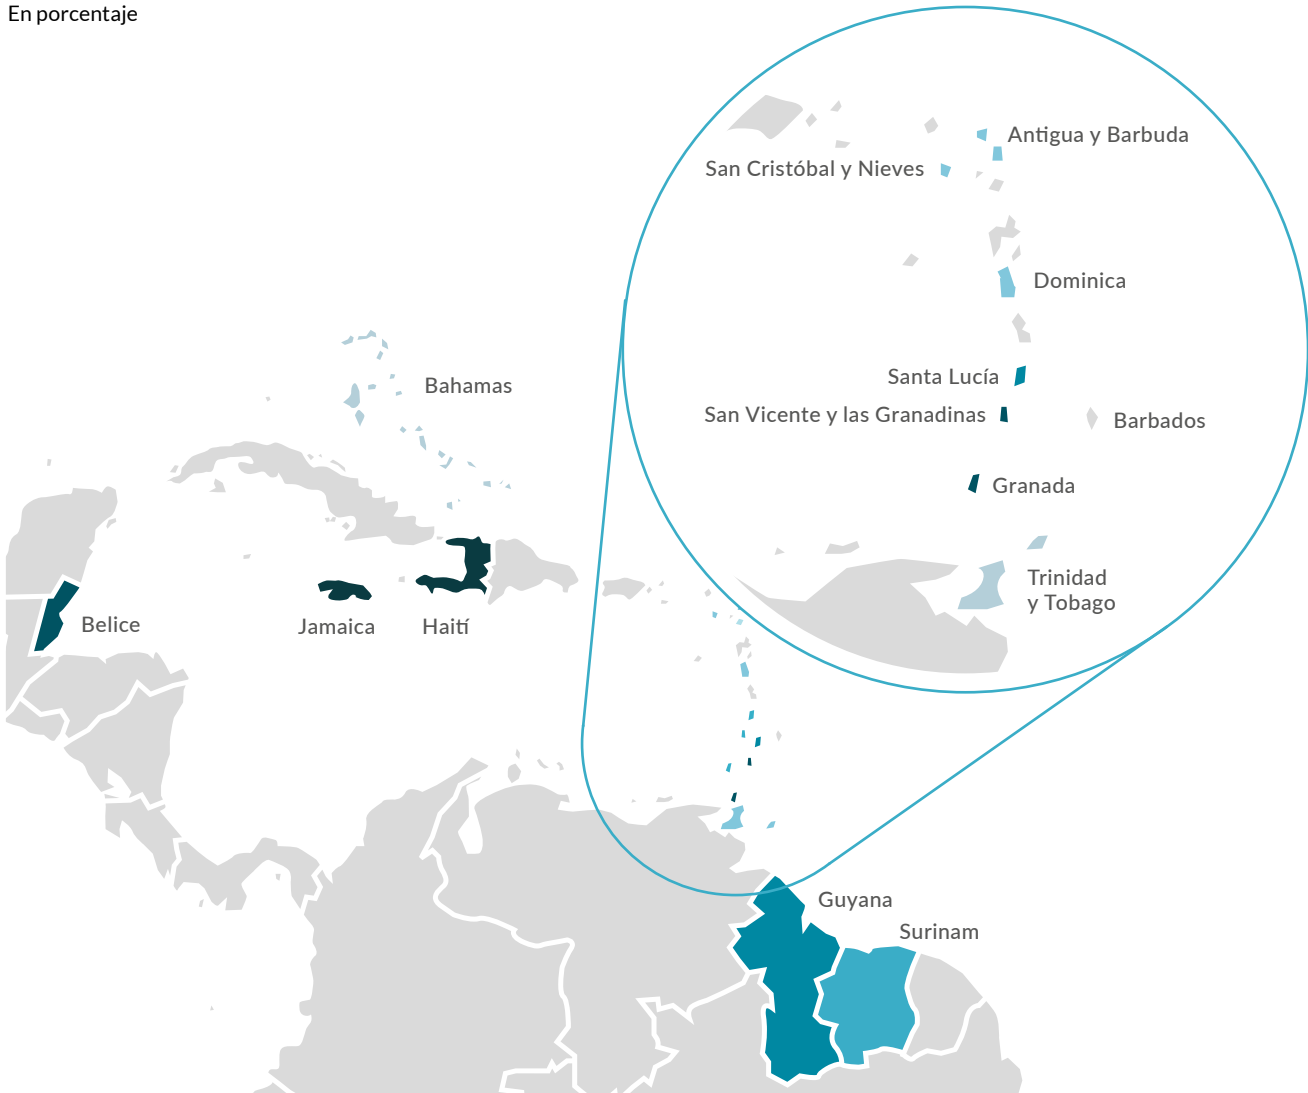 En porcentaje
Antigua y Barbuda
San Cristóbal y Nieves
Dominica
Santa Lucía
Bahamas
San Vicente y las Granadinas
Barbados
Granada
Trinidad
y Tobago
Belice
Jamaica
Haití
Guyana
Surinam